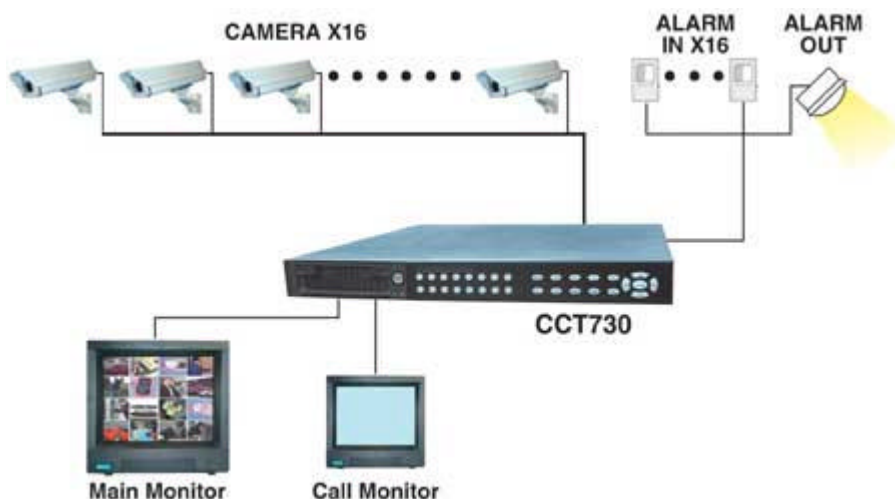 CAMERA X16
ALARM
IN X16
ALARM
OUT
CCT730
Main Monitor
Call Monitor